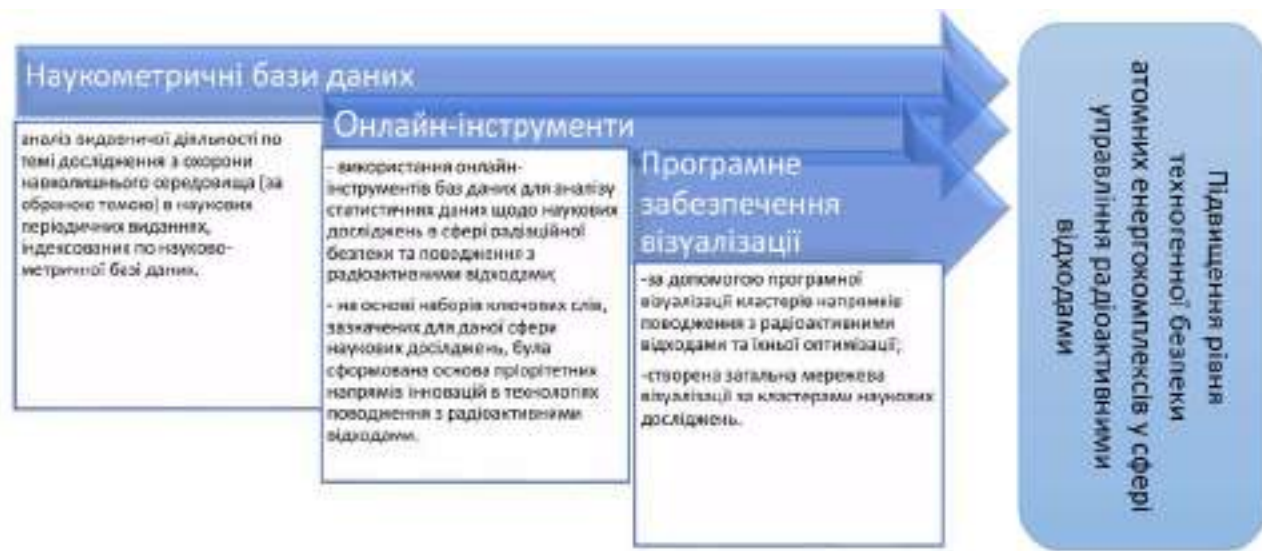 Наукометричні бази даних
аналіз видавничої діяльності по
темі дослідження з охорони
навколишнього середовища (за
обраною темою) в наукових
періодичних виданнях,
індексованих по науково-
метричної базі даних.
Онлайн-інструменти
- використання онлайн-
інструментів баз даних для аналізу
статистичних даних щодо наукових
досліджень в сфері радіаційної
безпеки та поводження з
радіоактивними відходами;
- на основі наборів ключових слів,
зазначених для даної сфери
наукових досліджень, була
сформована основа пріорітетних
напрямів інновацій в технологіях
поводження з радіоактивними
відходами.
Програмне
забезпечення
візуалізації
-за допомогою програмної
візуалізації кластерів напрямків
поводження з радіоактивними
відходами та їхньої оптимізації;
-створена загальна мережева
візуалізації за кластерами наукових
досліджень.
Підвищення рівня
техногенної безпеки
атомних енергокомплексів у сфері
управління радіоактивними
відходами